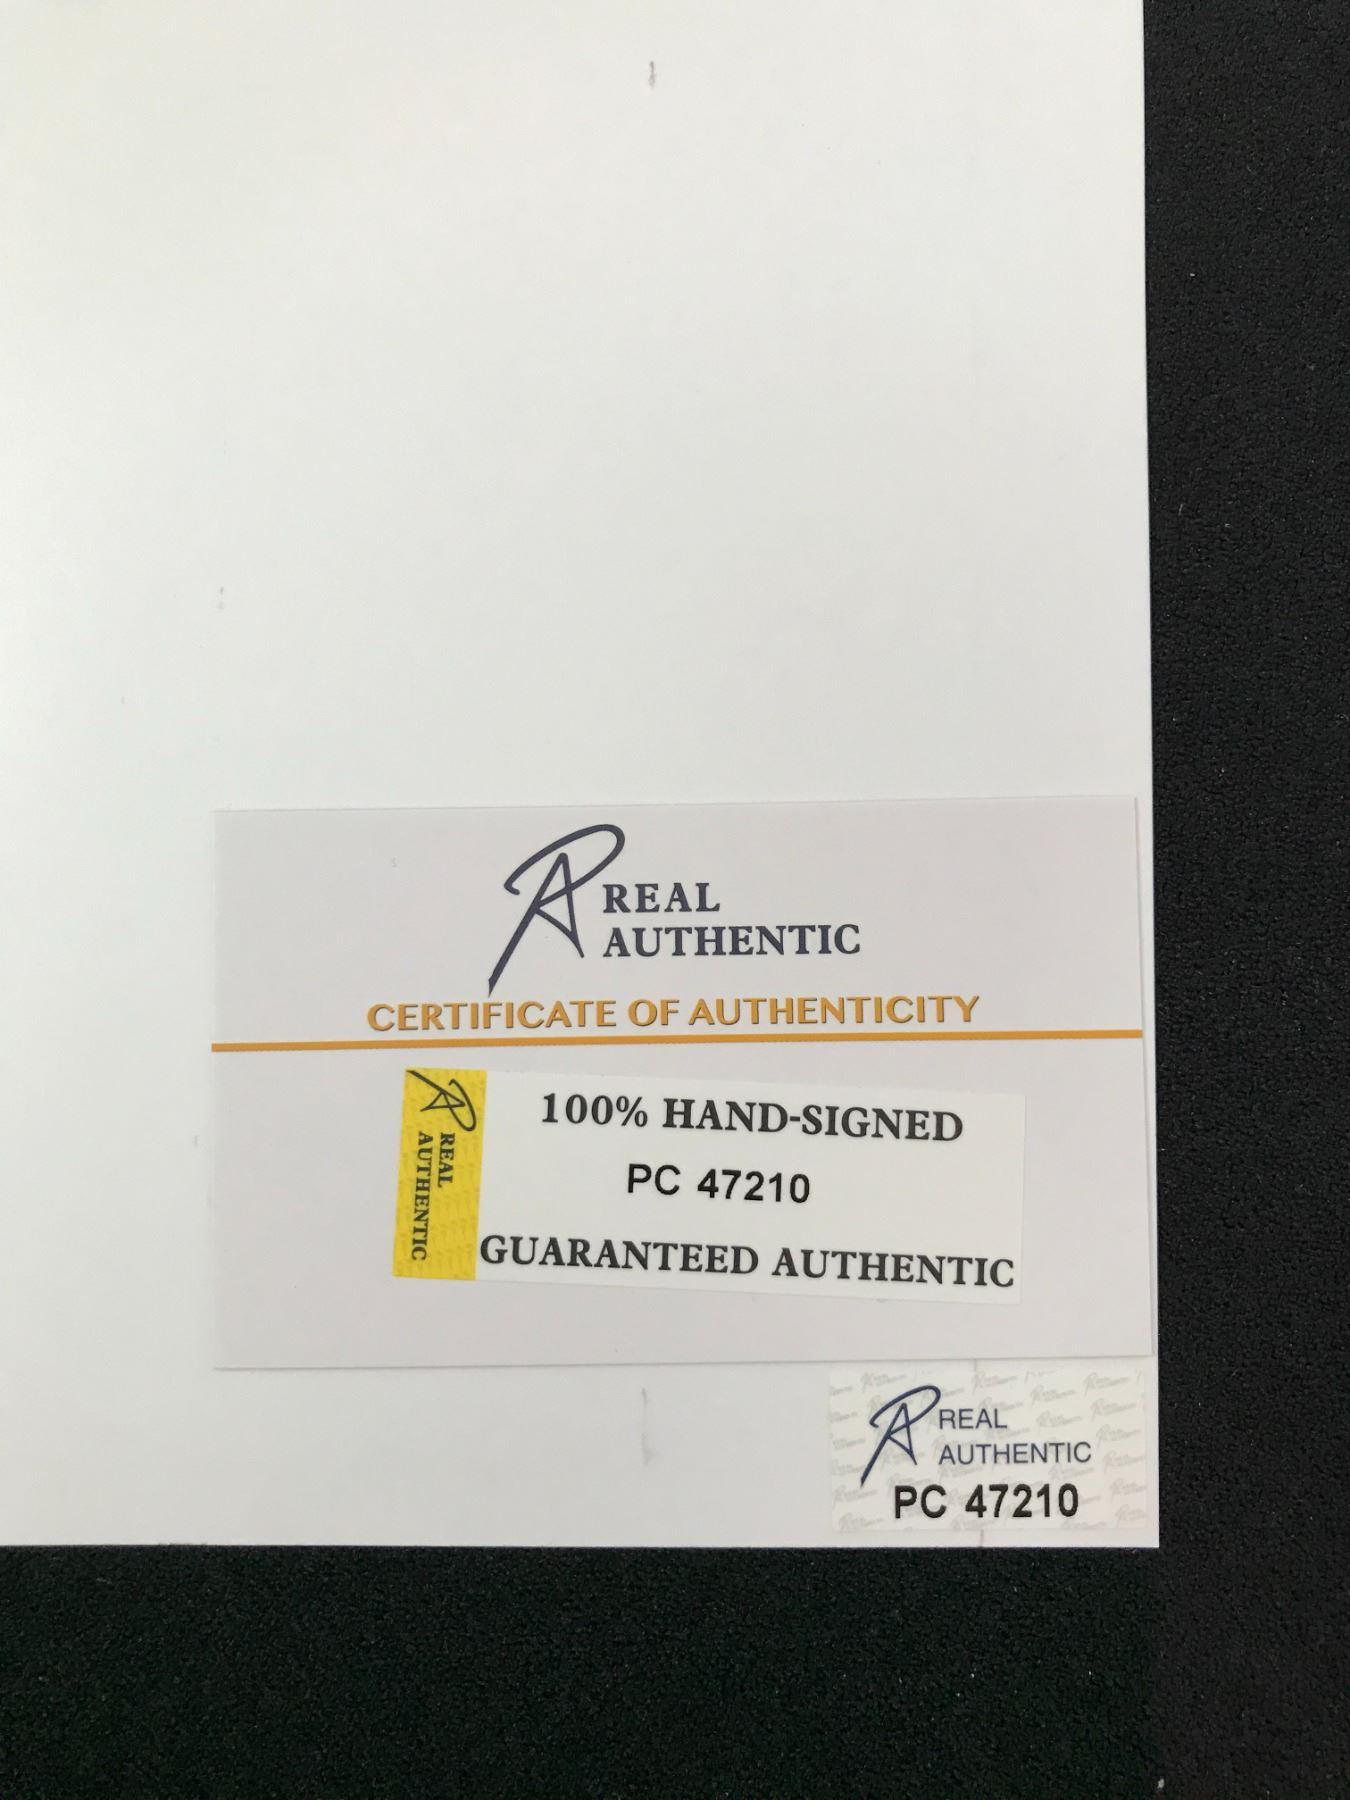 REAL
AUTHENTIC
CERTIFICATE OF AUTHENTICITY
REAL
AUTHENTIC
100% HAND-SIGNED
PC 47210
GUARANTEED AUTHENTIC
REAL
AUTHENTIC
PC 47210